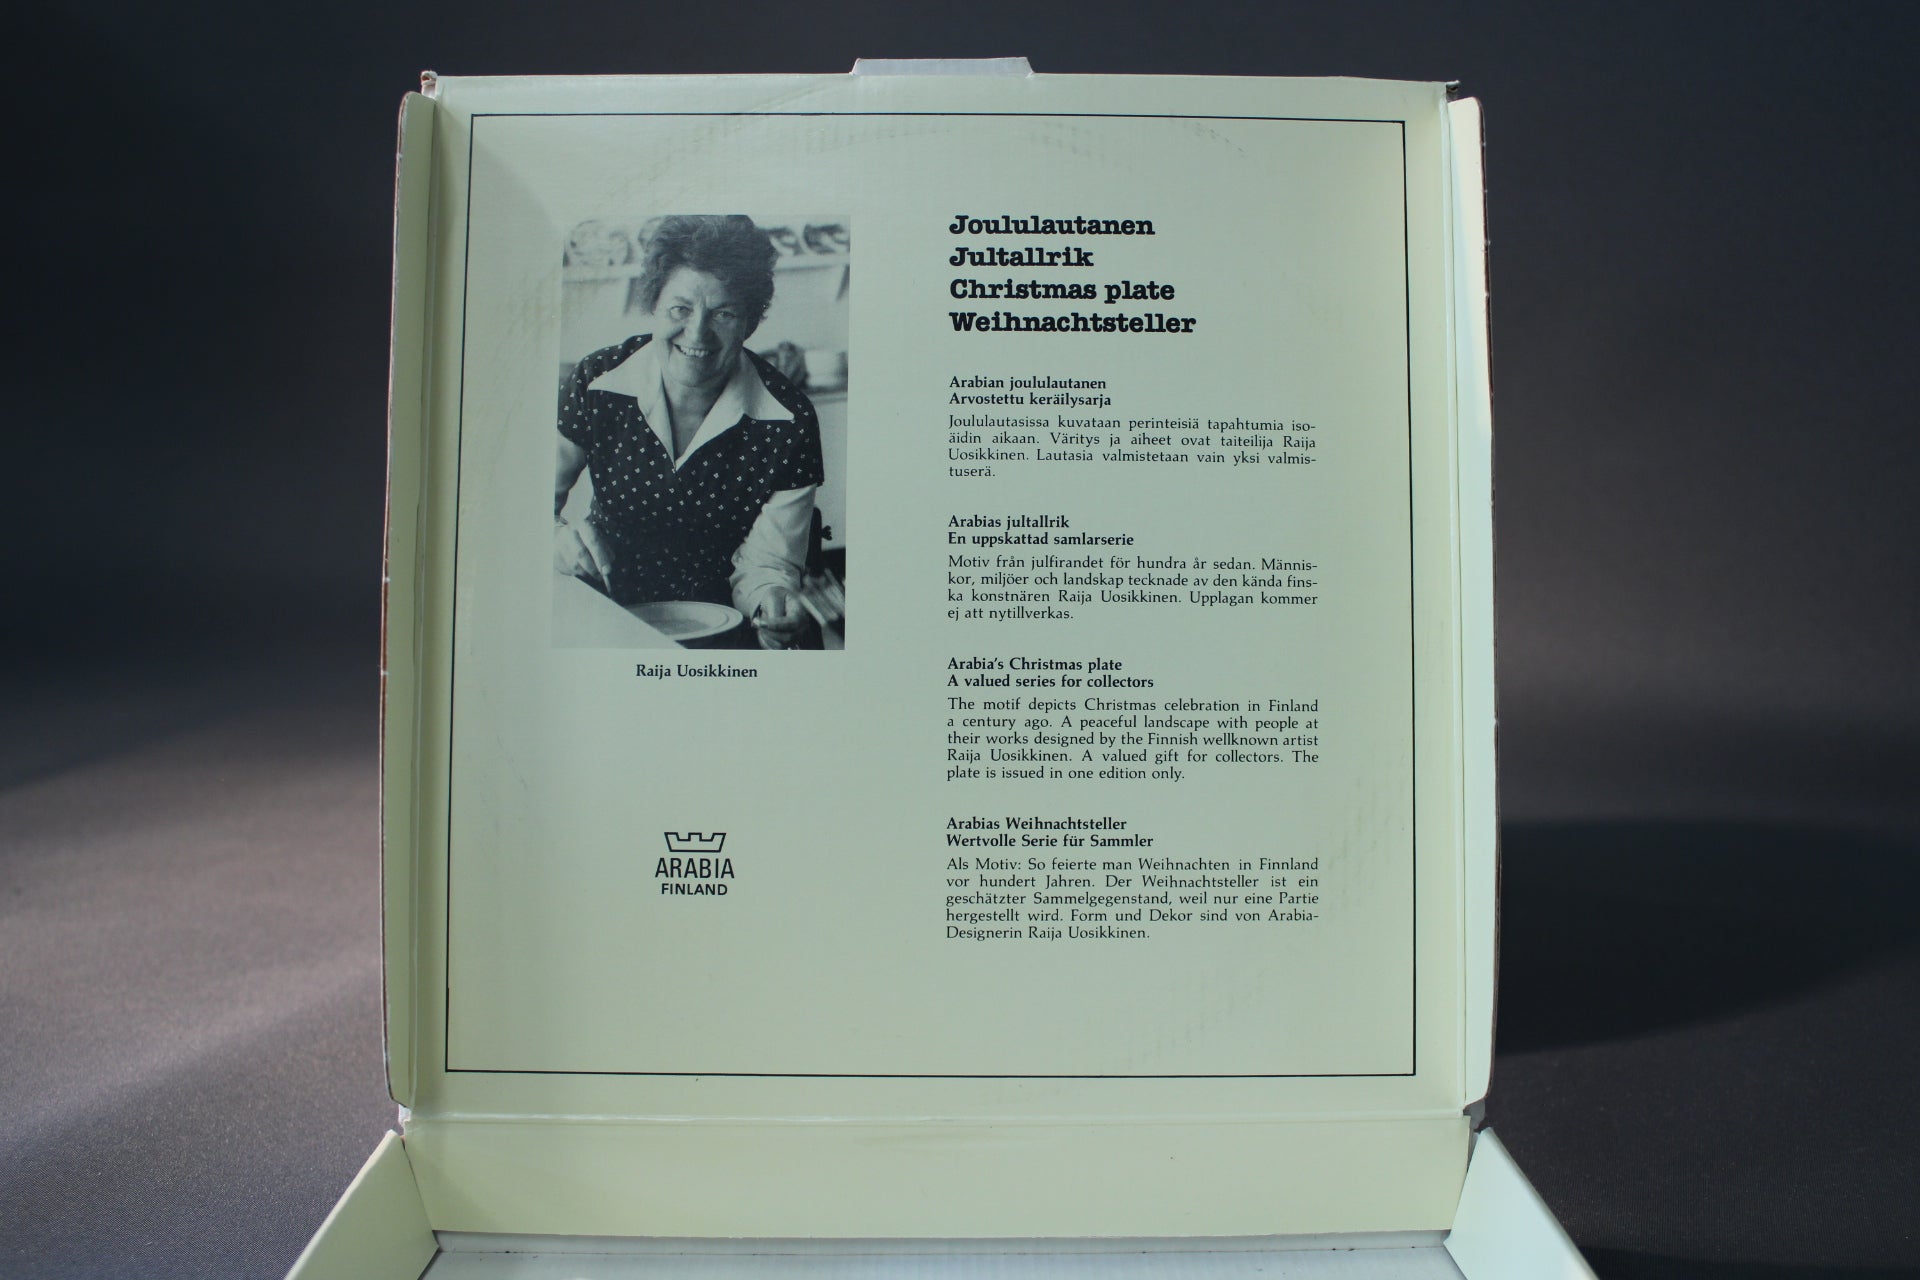 Joululautanen
Jultallrik
Christmas plate
Weihnachtsteller
Arabian joululautanen
Arvostettu keräilysarja
Joululautasissa kuvataan perinteisiä tapahtumia iso-
äidin aikaan. Väritys ja aiheet ovat taiteilija Raija
Uosikkinen. Lautasia valmistetaan vain yksi valmis-
tuserä.
Arabias jultallrik
En uppskattad samlarserie
Motiv från julfirandet för hundra år sedan. Männis-
kor, miljöer och landskap tecknade av den kända fins-
ka konstnären Raija Uosikkinen. Upplagan kommer
ej att nytillverkas.
Arabia's Christmas plate
A valued series for collectors
The motif depicts Christmas celebration in Finland
a century ago. A peaceful landscape with people at
their works designed by the Finnish wellknown artist
Raija Uosikkinen. A valued gift for collectors. The
plate is issued in one edition only.
Arabias Weihnachtsteller
Wertvolle Serie für Sammler
Als Motiv: So feierte man Weihnachten in Finnland
vor hundert Jahren. Der Weihnachtsteller ist ein
geschätzter Sammelgegenstand, weil nur eine Partie
hergestellt wird. Form und Dekor sind von Arabia-
Designerin Raija Uosikkinen.
Raija Uosikkinen
ARABIA
FINLAND